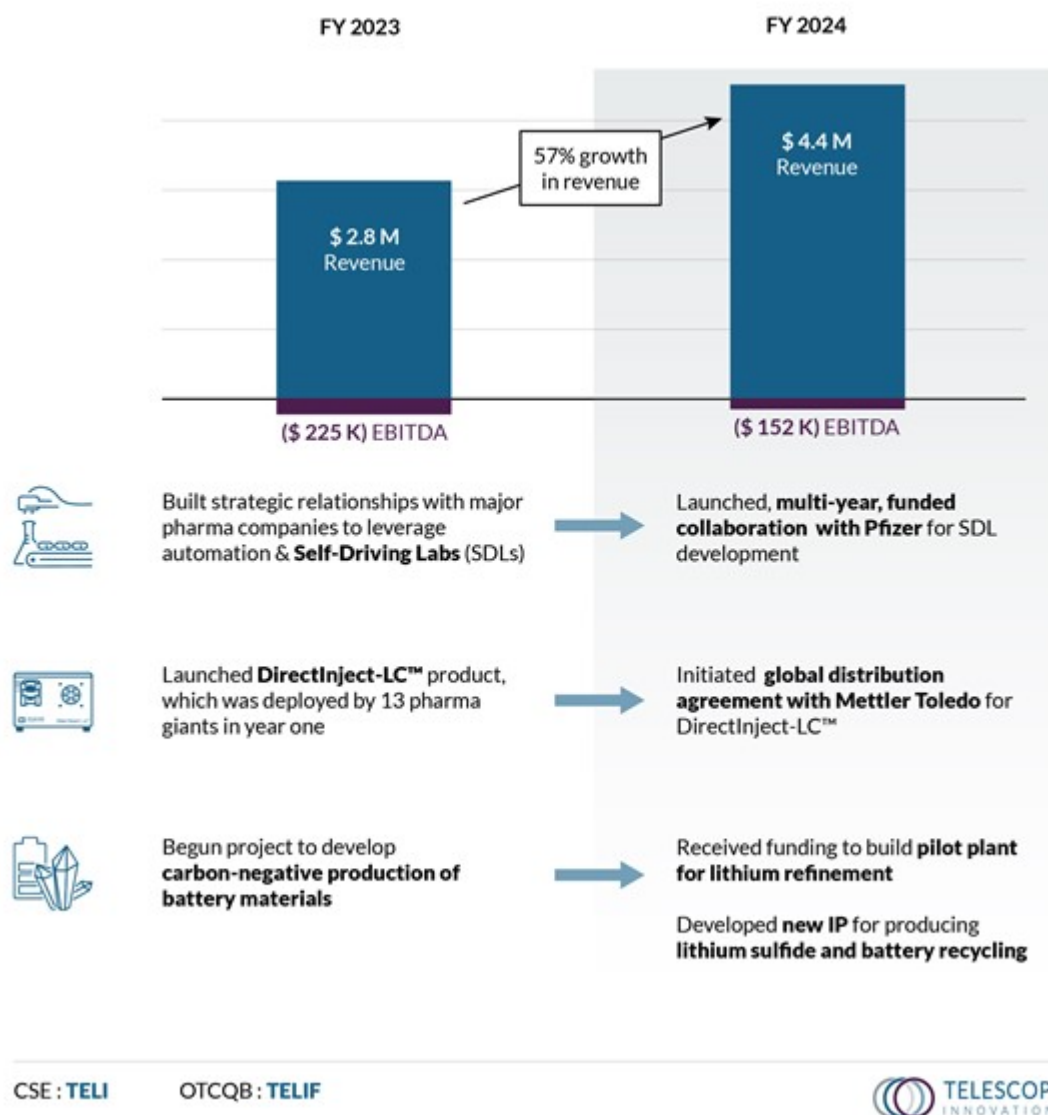 FY 2023
FY 2024
57% growth
in revenue
$ 4.4 M
Revenue
$ 2.8 M
Revenue
($ 225 K) EBITDA
($ 152 K) EBITDA
Built strategic relationships with major
pharma companies to leverage
automation & Self-Driving Labs (SDLs)
Launched, multi-year, funded
collaboration with Pfizer for SDL
development
Launched DirectInject-LC™ product,
which was deployed by 13 pharma
giants in year one
Initiated global distribution
agreement with Mettler Toledo for
DirectInject-LC™
Begun project to develop
carbon-negative production of
battery materials
Received funding to build pilot plant
for lithium refinement
Developed new IP for producing
lithium sulfide and battery recycling
CSE : TELI
OTCQB : TELIF
TELESCOP
INNOVATION